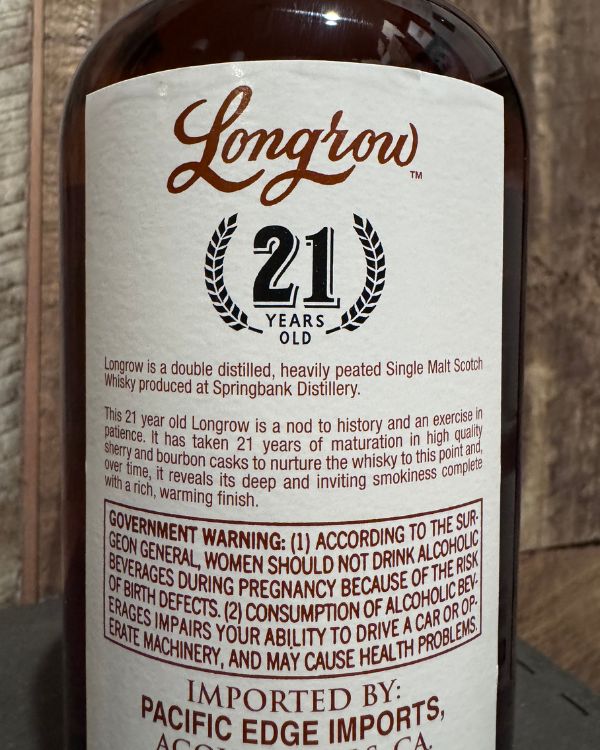 Longrow™
21
YEARS
OLD
Longrow is a double distilled, heavily peated Single Malt Scotch
Whisky produced at Springbank Distillery.
This 21 year old Longrow is a nod to history and an exercise in
patience. It has taken 21 years of maturation in high quality
sherry and bourbon casks to nurture the whisky to this point and,
over time, it reveals its deep and inviting smokiness complete
with a rich, warming finish.
GOVERNMENT WARNING: (1) ACCORDING TO THE SUR-
GEON GENERAL, WOMEN SHOULD NOT DRINK ALCOHOLIC
BEVERAGES DURING PREGNANCY BECAUSE OF THE RISK
OF BIRTH DEFECTS. (2) CONSUMPTION OF ALCOHOLIC BEV-
ERAGES IMPAIRS YOUR ABILITY TO DRIVE A CAR OR OP-
ERATE MACHINERY, AND MAY CAUSE HEALTH PROBLEMS.
IMPORTED BY:
PACIFIC EDGE IMPORTS,
CA